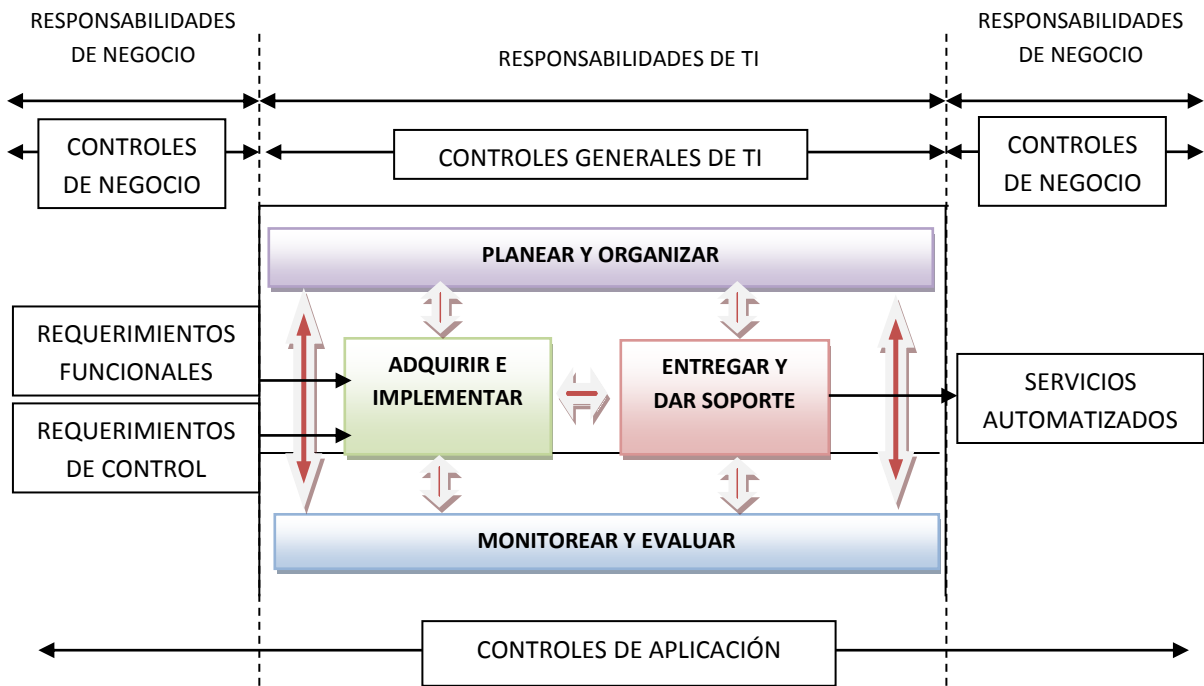 RESPONSABILIDADES
DE NEGOCIO
RESPONSABILIDADES DE TI
RESPONSABILIDADES
DE NEGOCIO
CONTROLES
DE NEGOCIO
CONTROLES GENERALES DE TI
CONTROLES
DE NEGOCIO
PLANEAR Y ORGANIZAR
REQUERIMIENTOS
FUNCIONALES
ADQUIRIR E
IMPLEMENTAR
ENTREGAR Y
DAR SOPORTE
SERVICIOS
AUTOMATIZADOS
REQUERIMIENTOS
DE CONTROL
MONITOREAR Y EVALUAR
CONTROLES DE APLICACIÓN